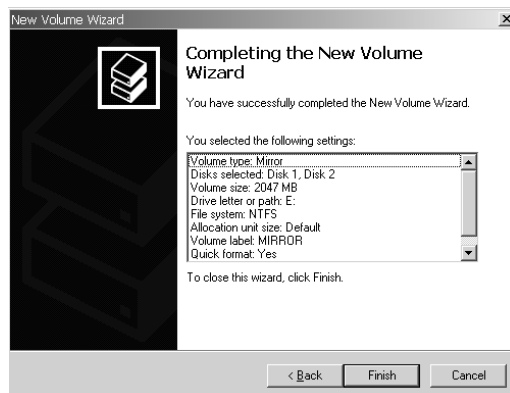 New Volume Wizard
Completing the New Volume
Wizard
You have successfully completed the New Volume Wizard.
You selected the following settings:
Volume type: Mirror
Disks selected: Disk 1, Disk 2
Volume size: 2047 MB
Drive letter or path: E:
File system: NTFS
Allocation unit size: Default
Volume label: MIRROR
Quick format: Yes
To close this wizard, click Finish.
< Back Finish Cancel